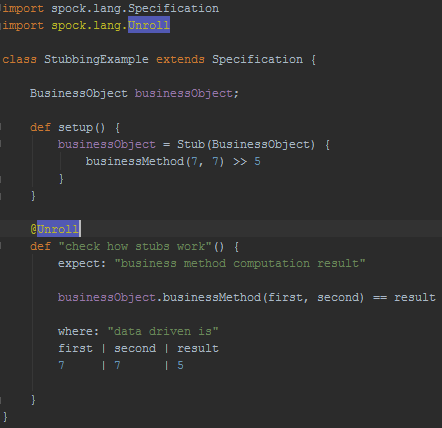 import spock.lang.Specification
import spock.lang.Unroll
class StubbingExample extends Specification {
BusinessObject businessObject;
def setup() {
businessObject = Stub(BusinessObject) {
businessMethod(7, 7) >> 5
}
}
@Unroll
def "check how stubs work"() {
expect: "business method computation result"
businessObject.businessMethod(first, second) == result
where: "data driven is"
first | second | result
7 | 7 | 5
}
}